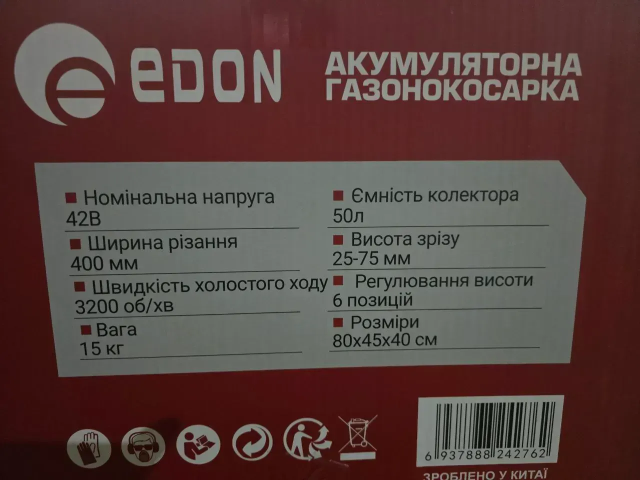 eDON
АКУМУЛЯТОРНА
ГАЗОНОКОСАРКА
Номінальна напруга
42В
Ширина різання
400 мм
Швидкість холостого ходу
3200 об/хв
Вага
15 кг
Ємність колектора
50л
Висота зрізу
25-75 мм
Регулювання висоти
6 позицій
Розміри
80х45х40 см
6 937888 242762
ЗРОБЛЕНО У КИТАЇ